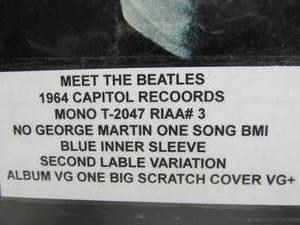 MEET THE BEATLES
1964 CAPITOL RECOORDS
MONO T-2047 RIAA# 3
NO GEORGE MARTIN ONE SONG BMI
BLUE INNER SLEEVE
SECOND LABLE VARIATION
ALBUM VG ONE BIG SCRATCH COVER VG+